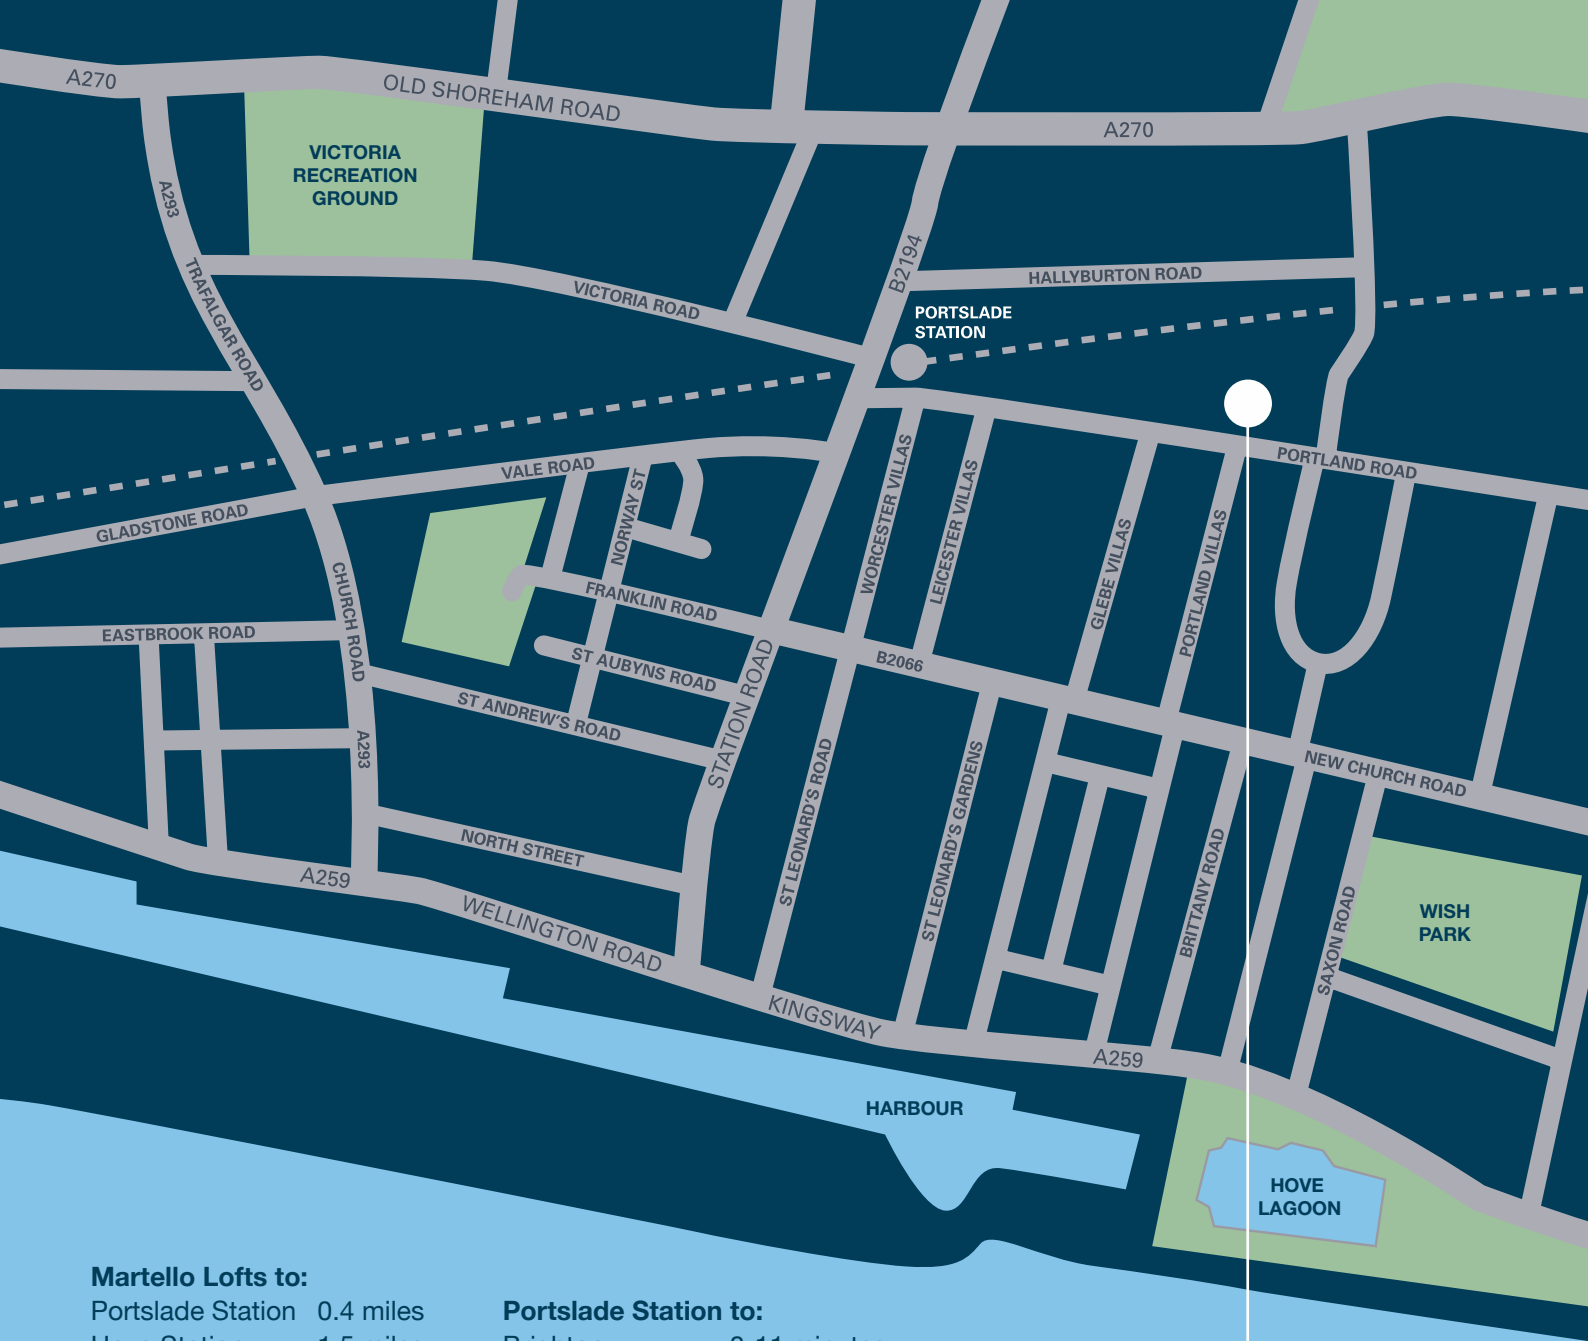 A270
OLD SHOREHAM ROAD
A270
VICTORIA
RECREATION
GROUND
A293
TRAFALGAR ROAD
VICTORIA ROAD
B2194
HALLYBURTON ROAD
PORTSLADE
STATION
PORTLAND ROAD
VALE ROAD
GLADSTONE ROAD
NORWAY ST
WORCESTER VILLAS
LEICESTER VILLAS
GLEBE VILLAS
PORTLAND VILLAS
CHURCH ROAD
FRANKLIN ROAD
EASTBROOK ROAD
ST AUBYNS ROAD
B2066
STATION ROAD
ST ANDREW'S ROAD
A293
NEW CHURCH ROAD
ST LEONARD'S ROAD
ST LEONARD'S GARDENS
NORTH STREET
BRITTANY ROAD
SAXON ROAD
WISH
PARK
A259
WELLINGTON ROAD
KINGSWAY
A259
HARBOUR
HOVE
LAGOON
Martello Lofts to:
Portslade Station 0.4 miles
Portslade Station to: